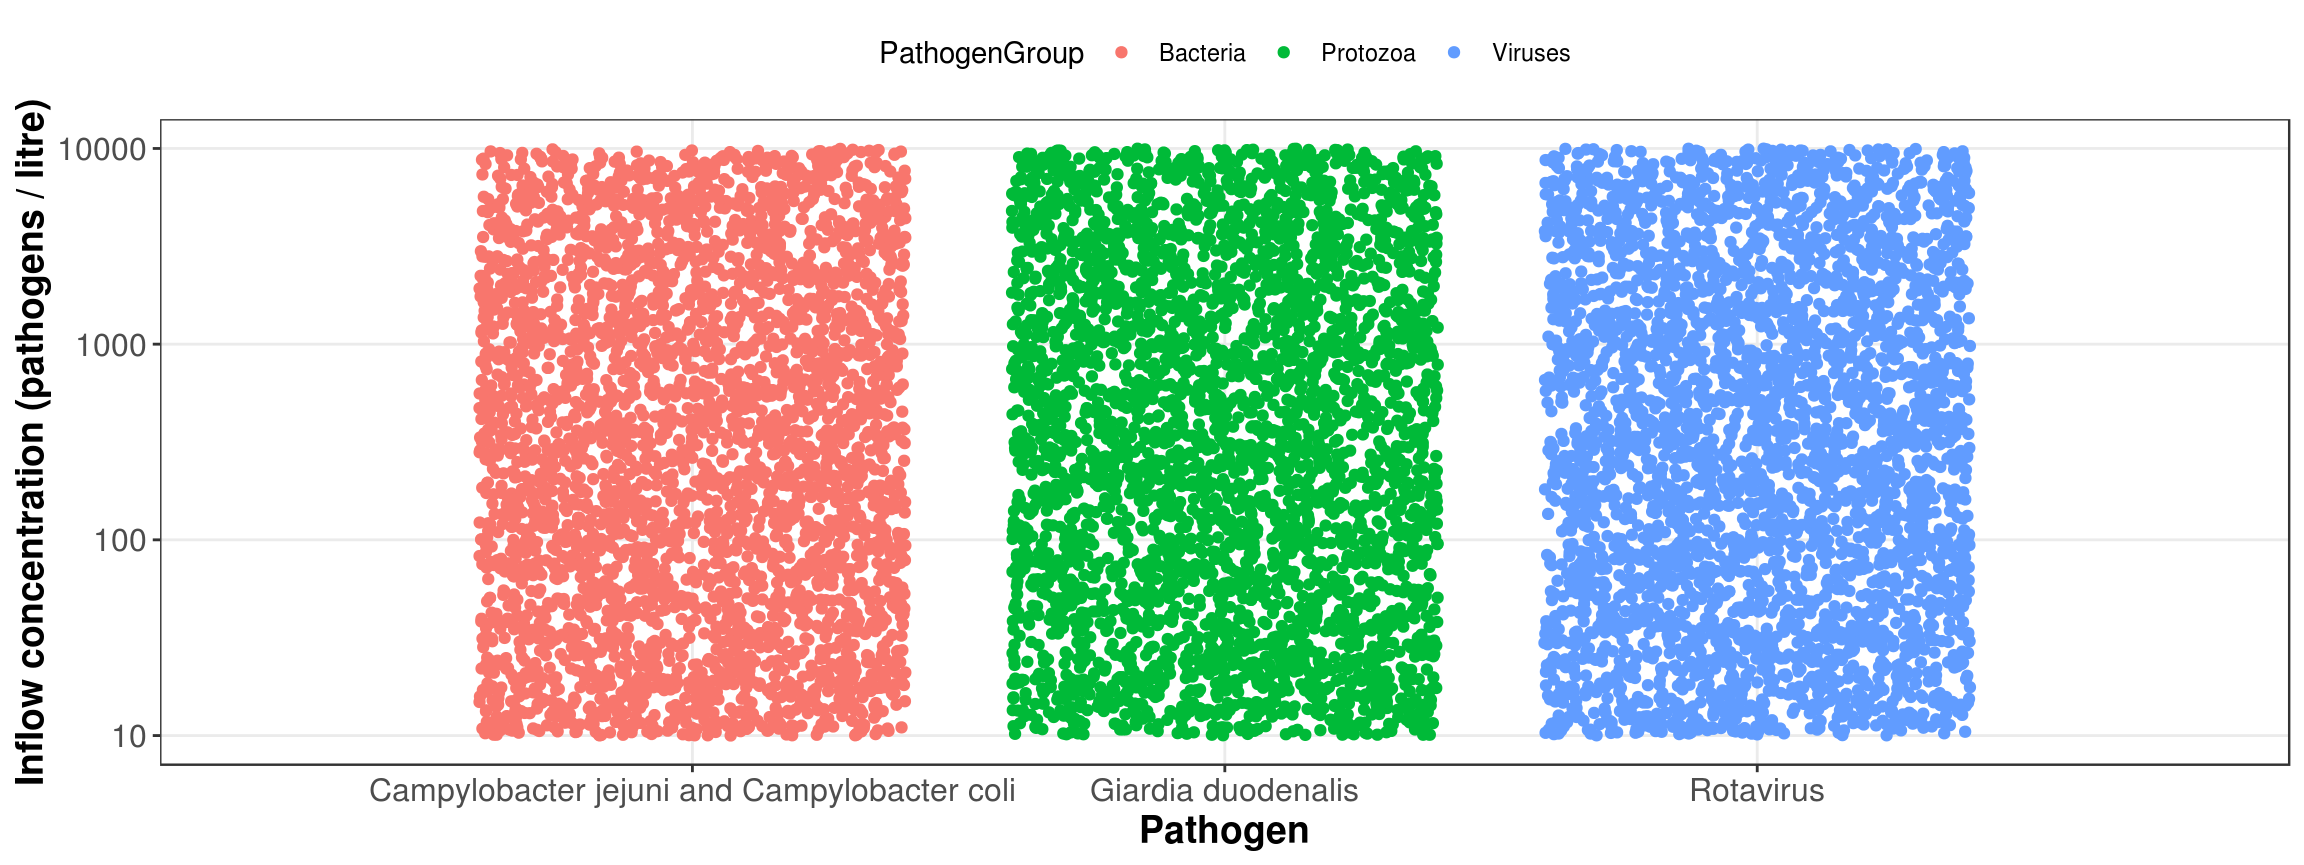 PathogenGroup Bacteria Protozoa Viruses
Inflow concentration (pathogens / litre)
10000
1000
100
10
Campylobacter jejuni and Campylobacter coli Giardia duodenalis Rotavirus
Pathogen